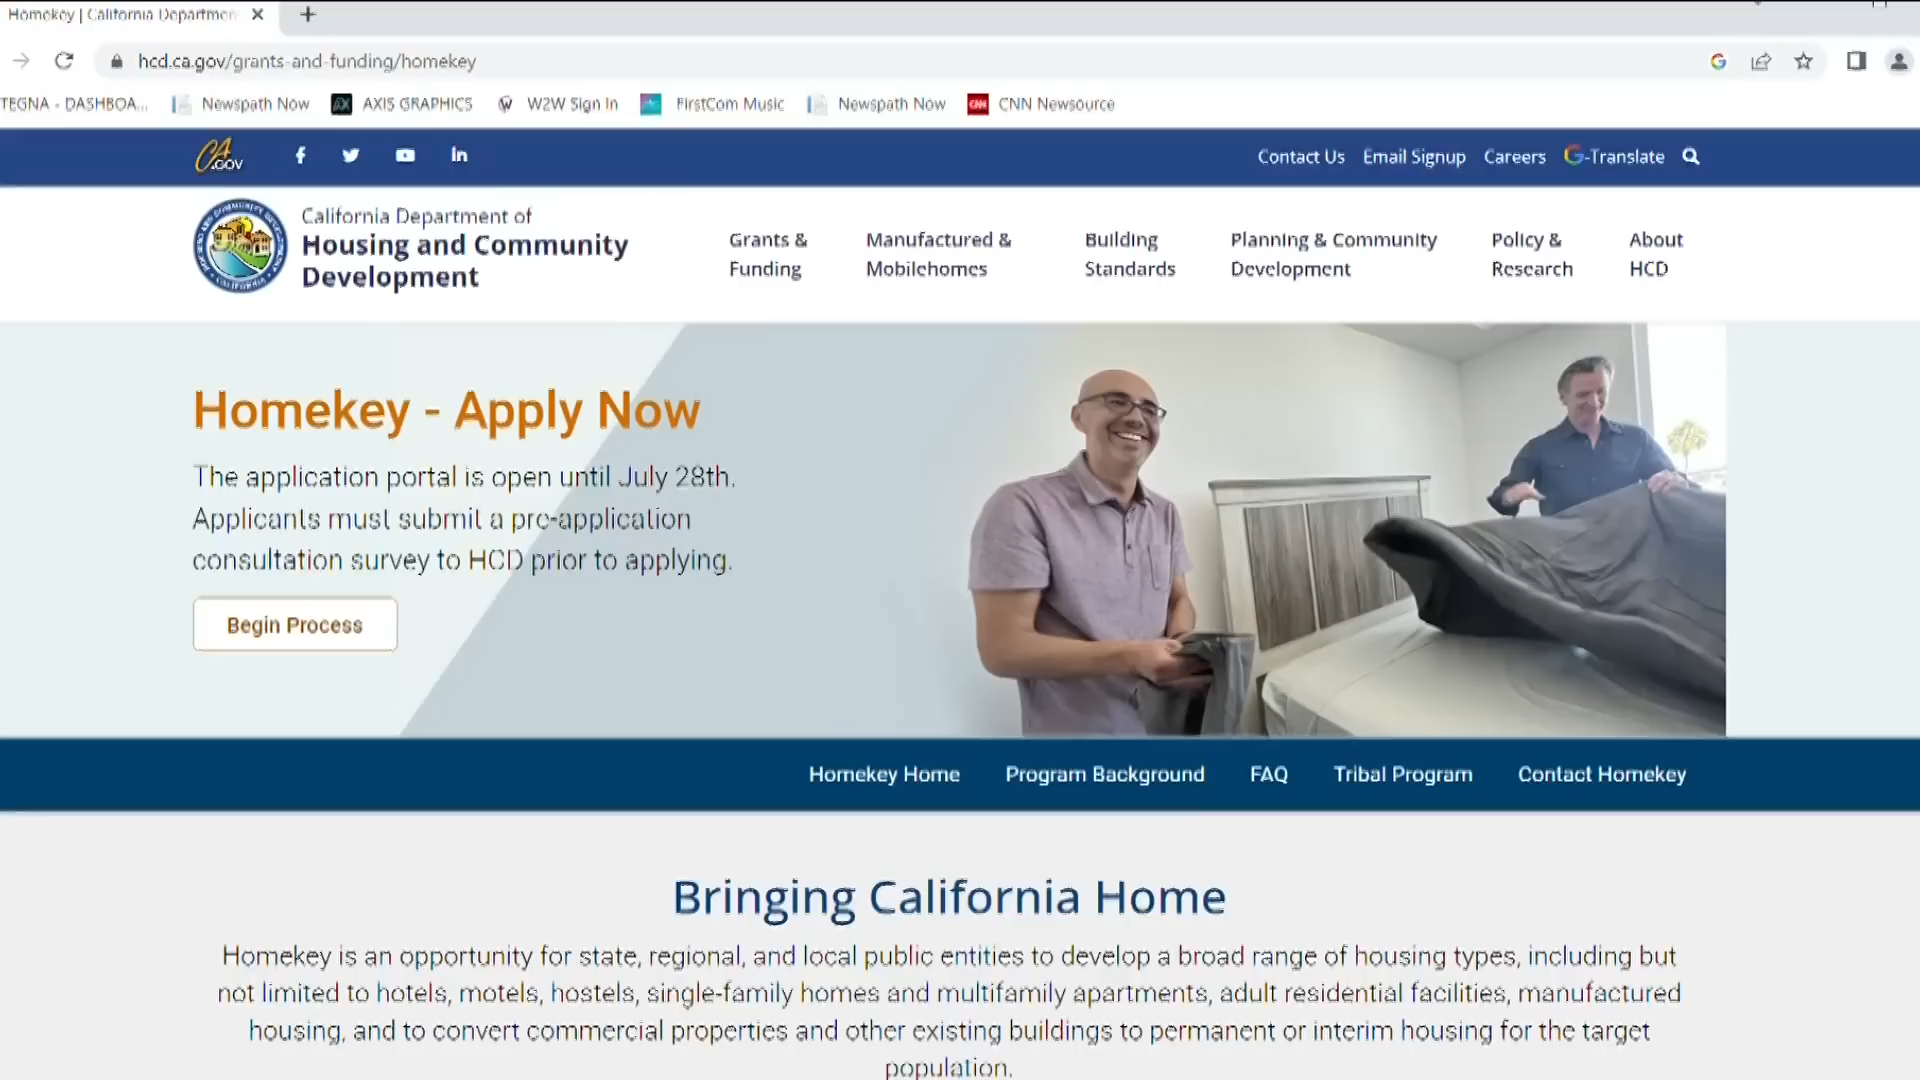 Homekey | California Departmen
hcd.ca.gov/grants-and-funding/homekey
TEGNA - DASHBOA... Newspath Now AXIS GRAPHICS W2W Sign In FirstCom Music Newspath Now CNN CNN Newsource
CA.GOV Contact Us Email Signup Careers G-Translate
California Department of
Housing and Community
Development
Grants &
Funding
Manufactured &
Mobilehomes
Building
Standards
Planning & Community
Development
Policy &
Research
About
HCD
Homekey - Apply Now
The application portal is open until July 28th.
Applicants must submit a pre-application
consultation survey to HCD prior to applying.
Begin Process
Homekey Home Program Background FAQ Tribal Program Contact Homekey
Bringing California Home
Homekey is an opportunity for state, regional, and local public entities to develop a broad range of housing types, including but
not limited to hotels, motels, hostels, single-family homes and multifamily apartments, adult residential facilities, manufactured
housing, and to convert commercial properties and other existing buildings to permanent or interim housing for the target
population.